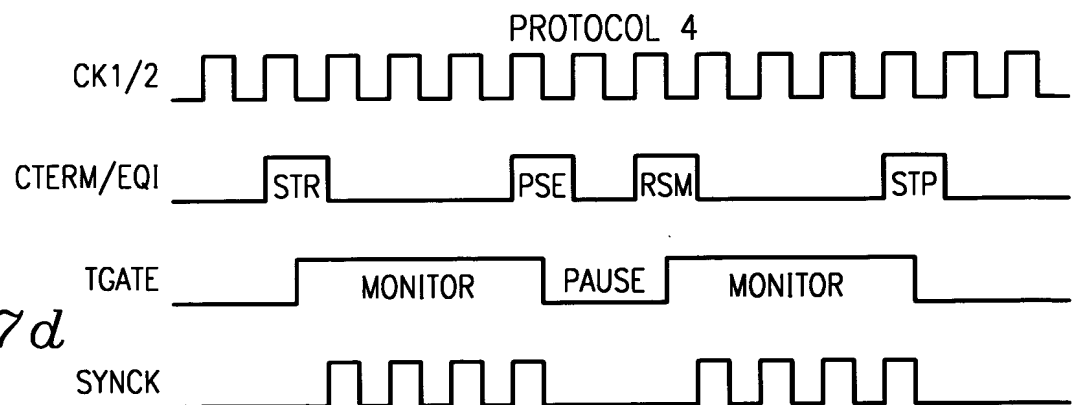 PROTOCOL 4
CK1/2
CTERM/EQI STR PSE RSM STP
TGATE MONITOR PAUSE MONITOR
7d
SYNCK